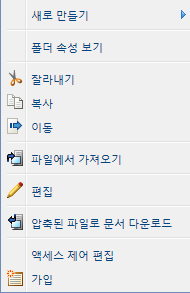 새로 만들기
폴더 속성 보기
잘라내기
복사
이동
파일에서 가져오기
편집
압축된 파일로 문서 다운로드
액세스 제어 편집
가입